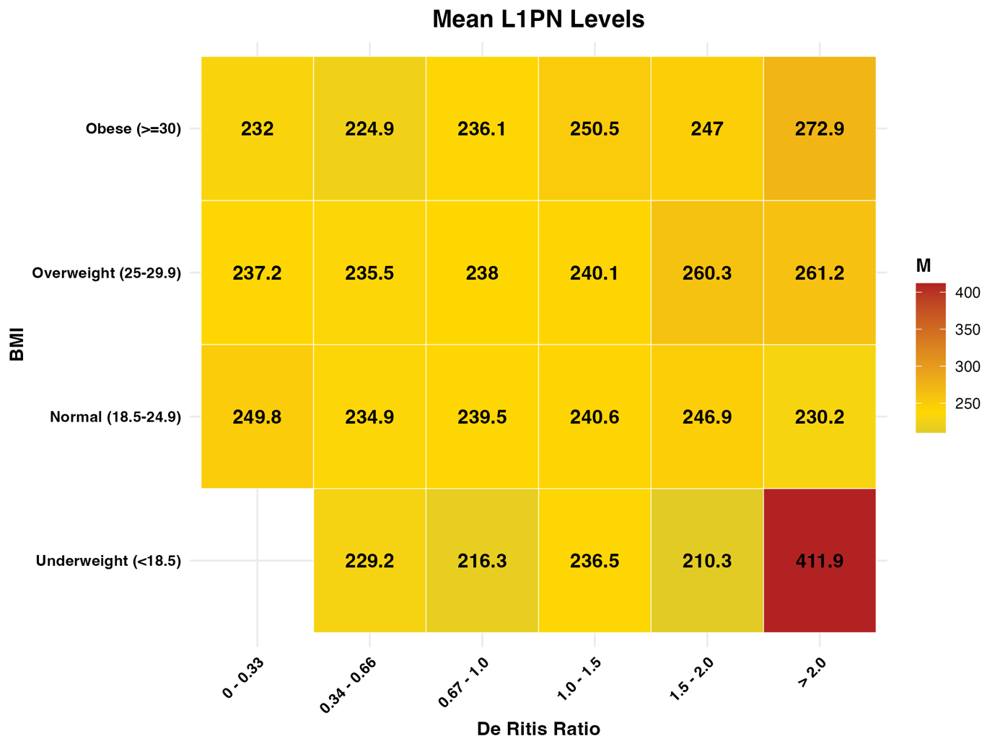 Mean L1PN Levels
BMI
Obese (>=30) 232 224.9 236.1 250.5 247 272.9
Overweight (25-29.9) 237.2 235.5 238 240.1 260.3 261.2
Normal (18.5-24.9) 249.8 234.9 239.5 240.6 246.9 230.2
Underweight (<18.5) 229.2 216.3 236.5 210.3 411.9
0 - 0.33 0.34 - 0.66 0.67 - 1.0 1.0 - 1.5 1.5 - 2.0 > 2.0
De Ritis Ratio
M
400
350
300
250